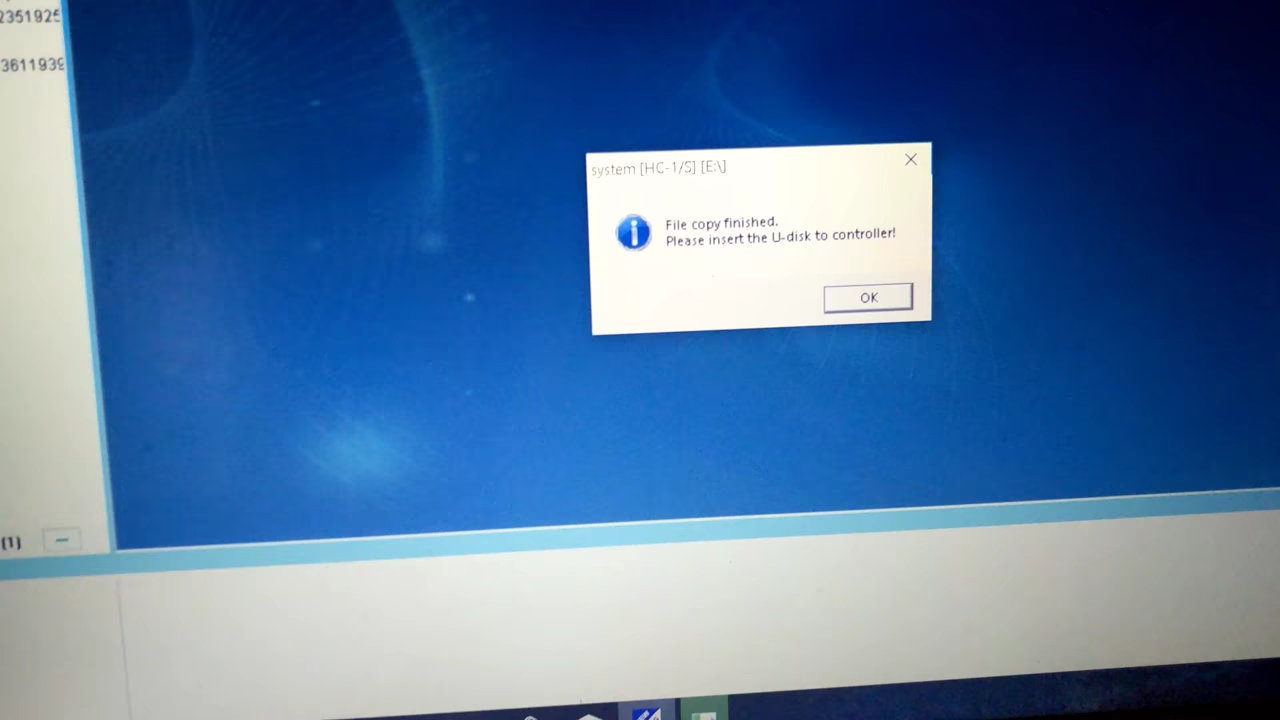 2351925
3611939
system [HC-1/S] [E:\]
File copy finished.
Please insert the U-disk to controller!
OK
(1)